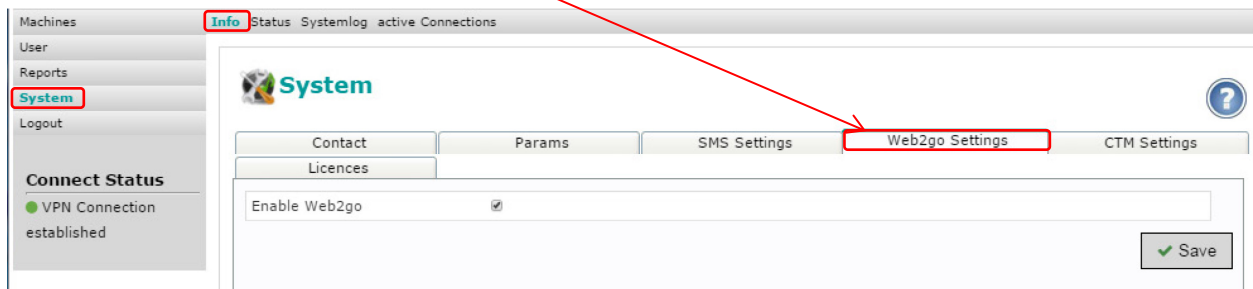 Machines
Info Status Systemlog active Connections
User
Reports
System
Logout
System
?
Contact Params SMS Settings Web2go Settings CTM Settings
Licences
Connect Status
VPN Connection
established
Enable Web2go
Save